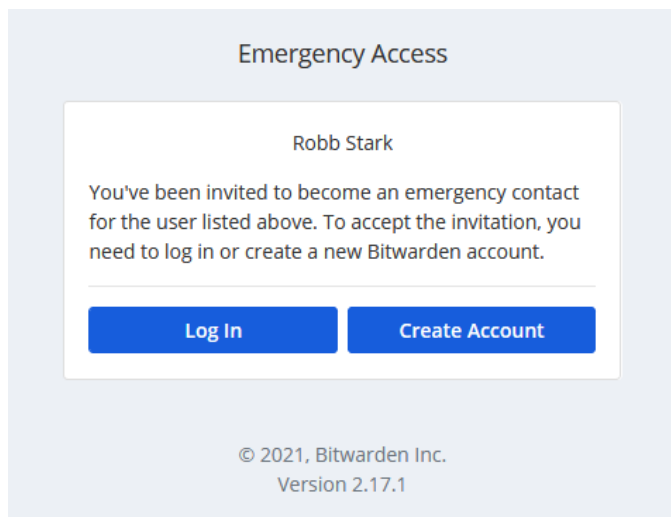 Emergency Access
Robb Stark
You've been invited to become an emergency contact
for the user listed above. To accept the invitation, you
need to log in or create a new Bitwarden account.
Log In
Create Account
© 2021, Bitwarden Inc.
Version 2.17.1